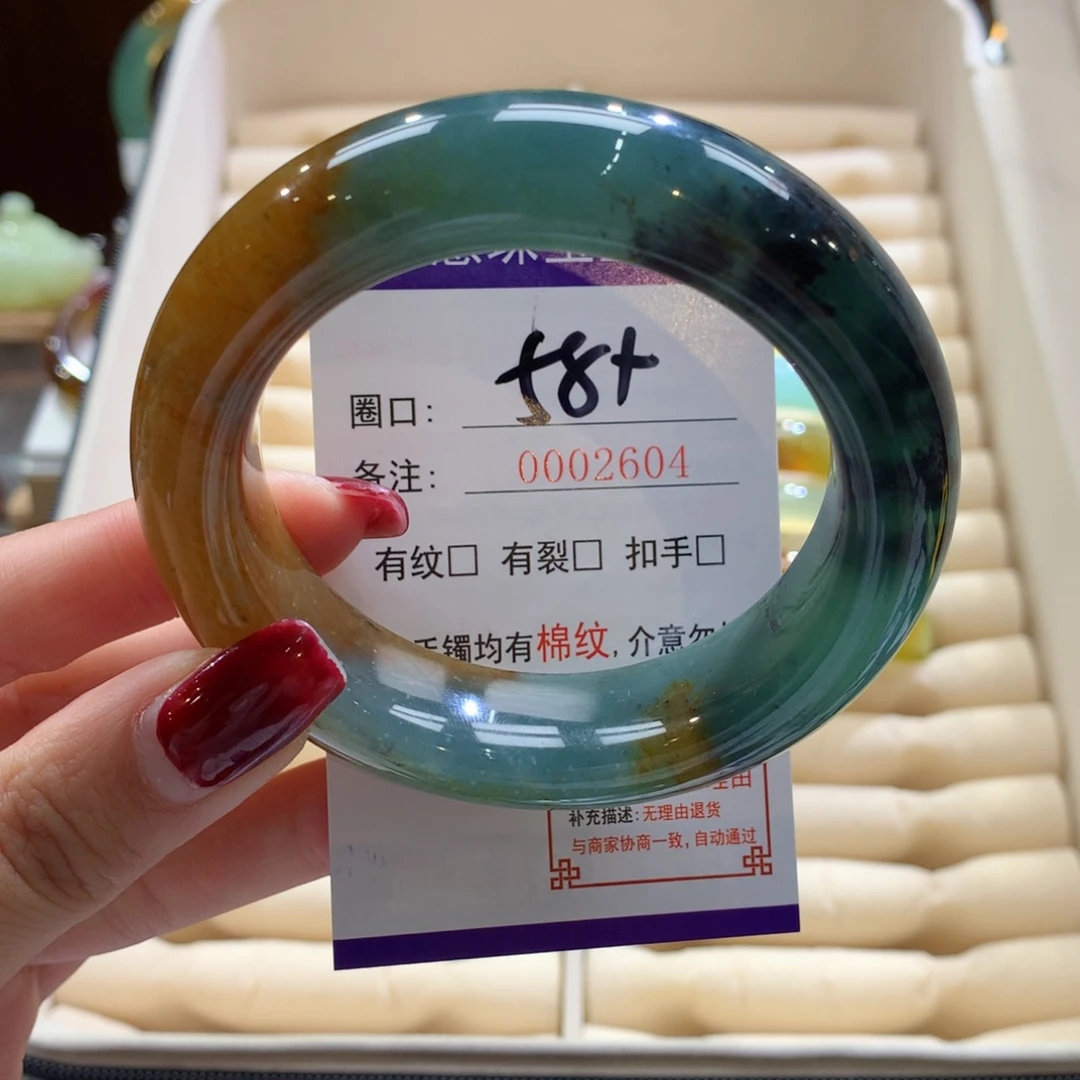 圈口: 58+
备注: 0002604
有纹□ 有裂□ 扣手□
手镯均有棉纹, 介意勿
理由
补充描述: 无理由退货
与商家协商一致, 自动通过